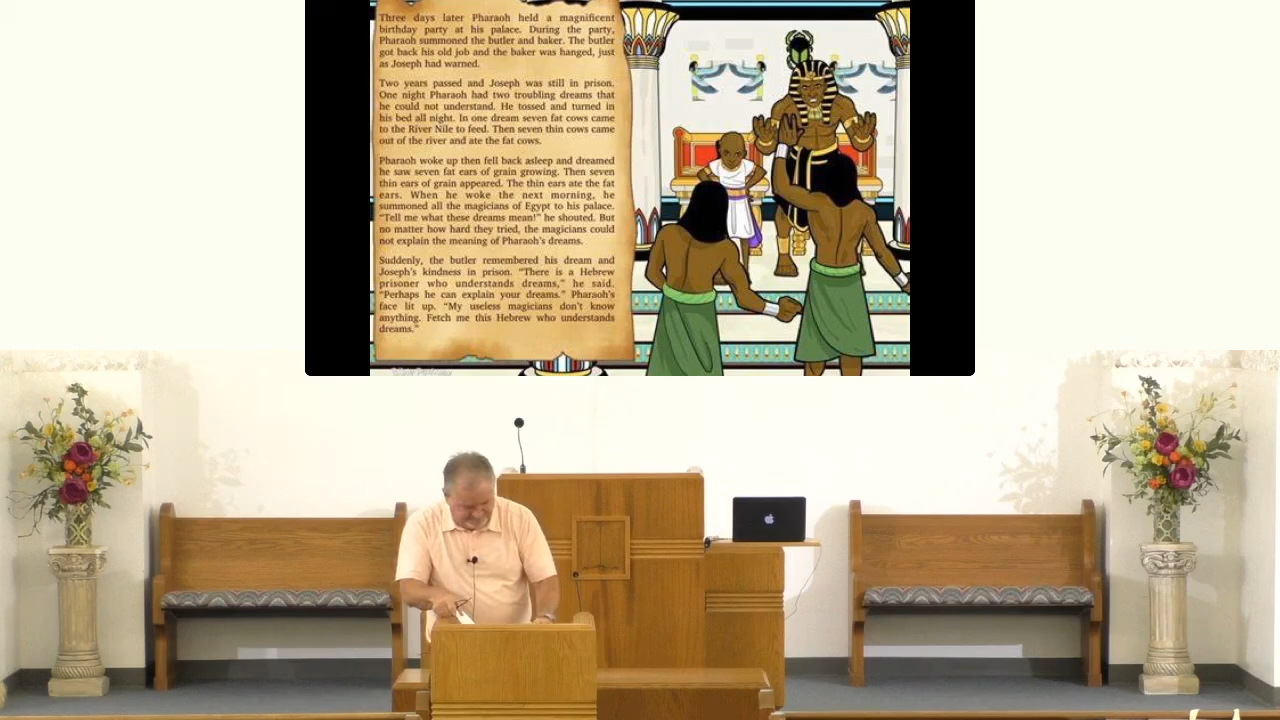 Three days later Pharaoh held a magnificent
birthday party at his palace. During the party,
Pharaoh summoned the butler and baker. The butler
got back his old job and the baker was hanged, just
as Joseph had warned.
Two years passed and Joseph was still in prison.
One night Pharaoh had two troubling dreams that
he could not understand. He tossed and turned in
his bed all night. In one dream seven fat cows came
to the River Nile to feed. Then seven thin cows came
out of the river and ate the fat cows.
Pharaoh woke up then fell back asleep and dreamed
he saw seven fat ears of grain growing. Then seven
thin ears of grain appeared. The thin ears ate the fat
ears. When he woke the next morning, he
summoned all the magicians of Egypt to his palace.
“Tell me what these dreams mean!” he shouted. But
no matter how hard they tried, the magicians could
not explain the meaning of Pharaoh’s dreams.
Suddenly, the butler remembered his dream and
Joseph’s kindness in prison. “There is a Hebrew
prisoner who understands dreams,” he said.
“Perhaps he can explain your dreams.” Pharaoh’s
face lit up. “My useless magicians don’t know
anything. Fetch me this Hebrew who understands
dreams.”